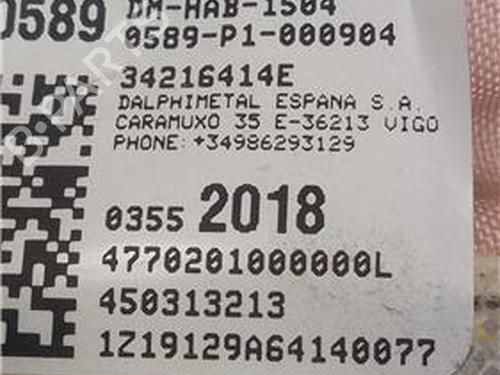 0589
DM-HAB-1504
0589-P1-000904
34216414E
DALPHIMETAL ESPANA S.A.
CARAMUXO 35 E-36213 VIGO
PHONE: +34986293129
0355 2018
4770201000000L
450313213
1Z19129A64140077